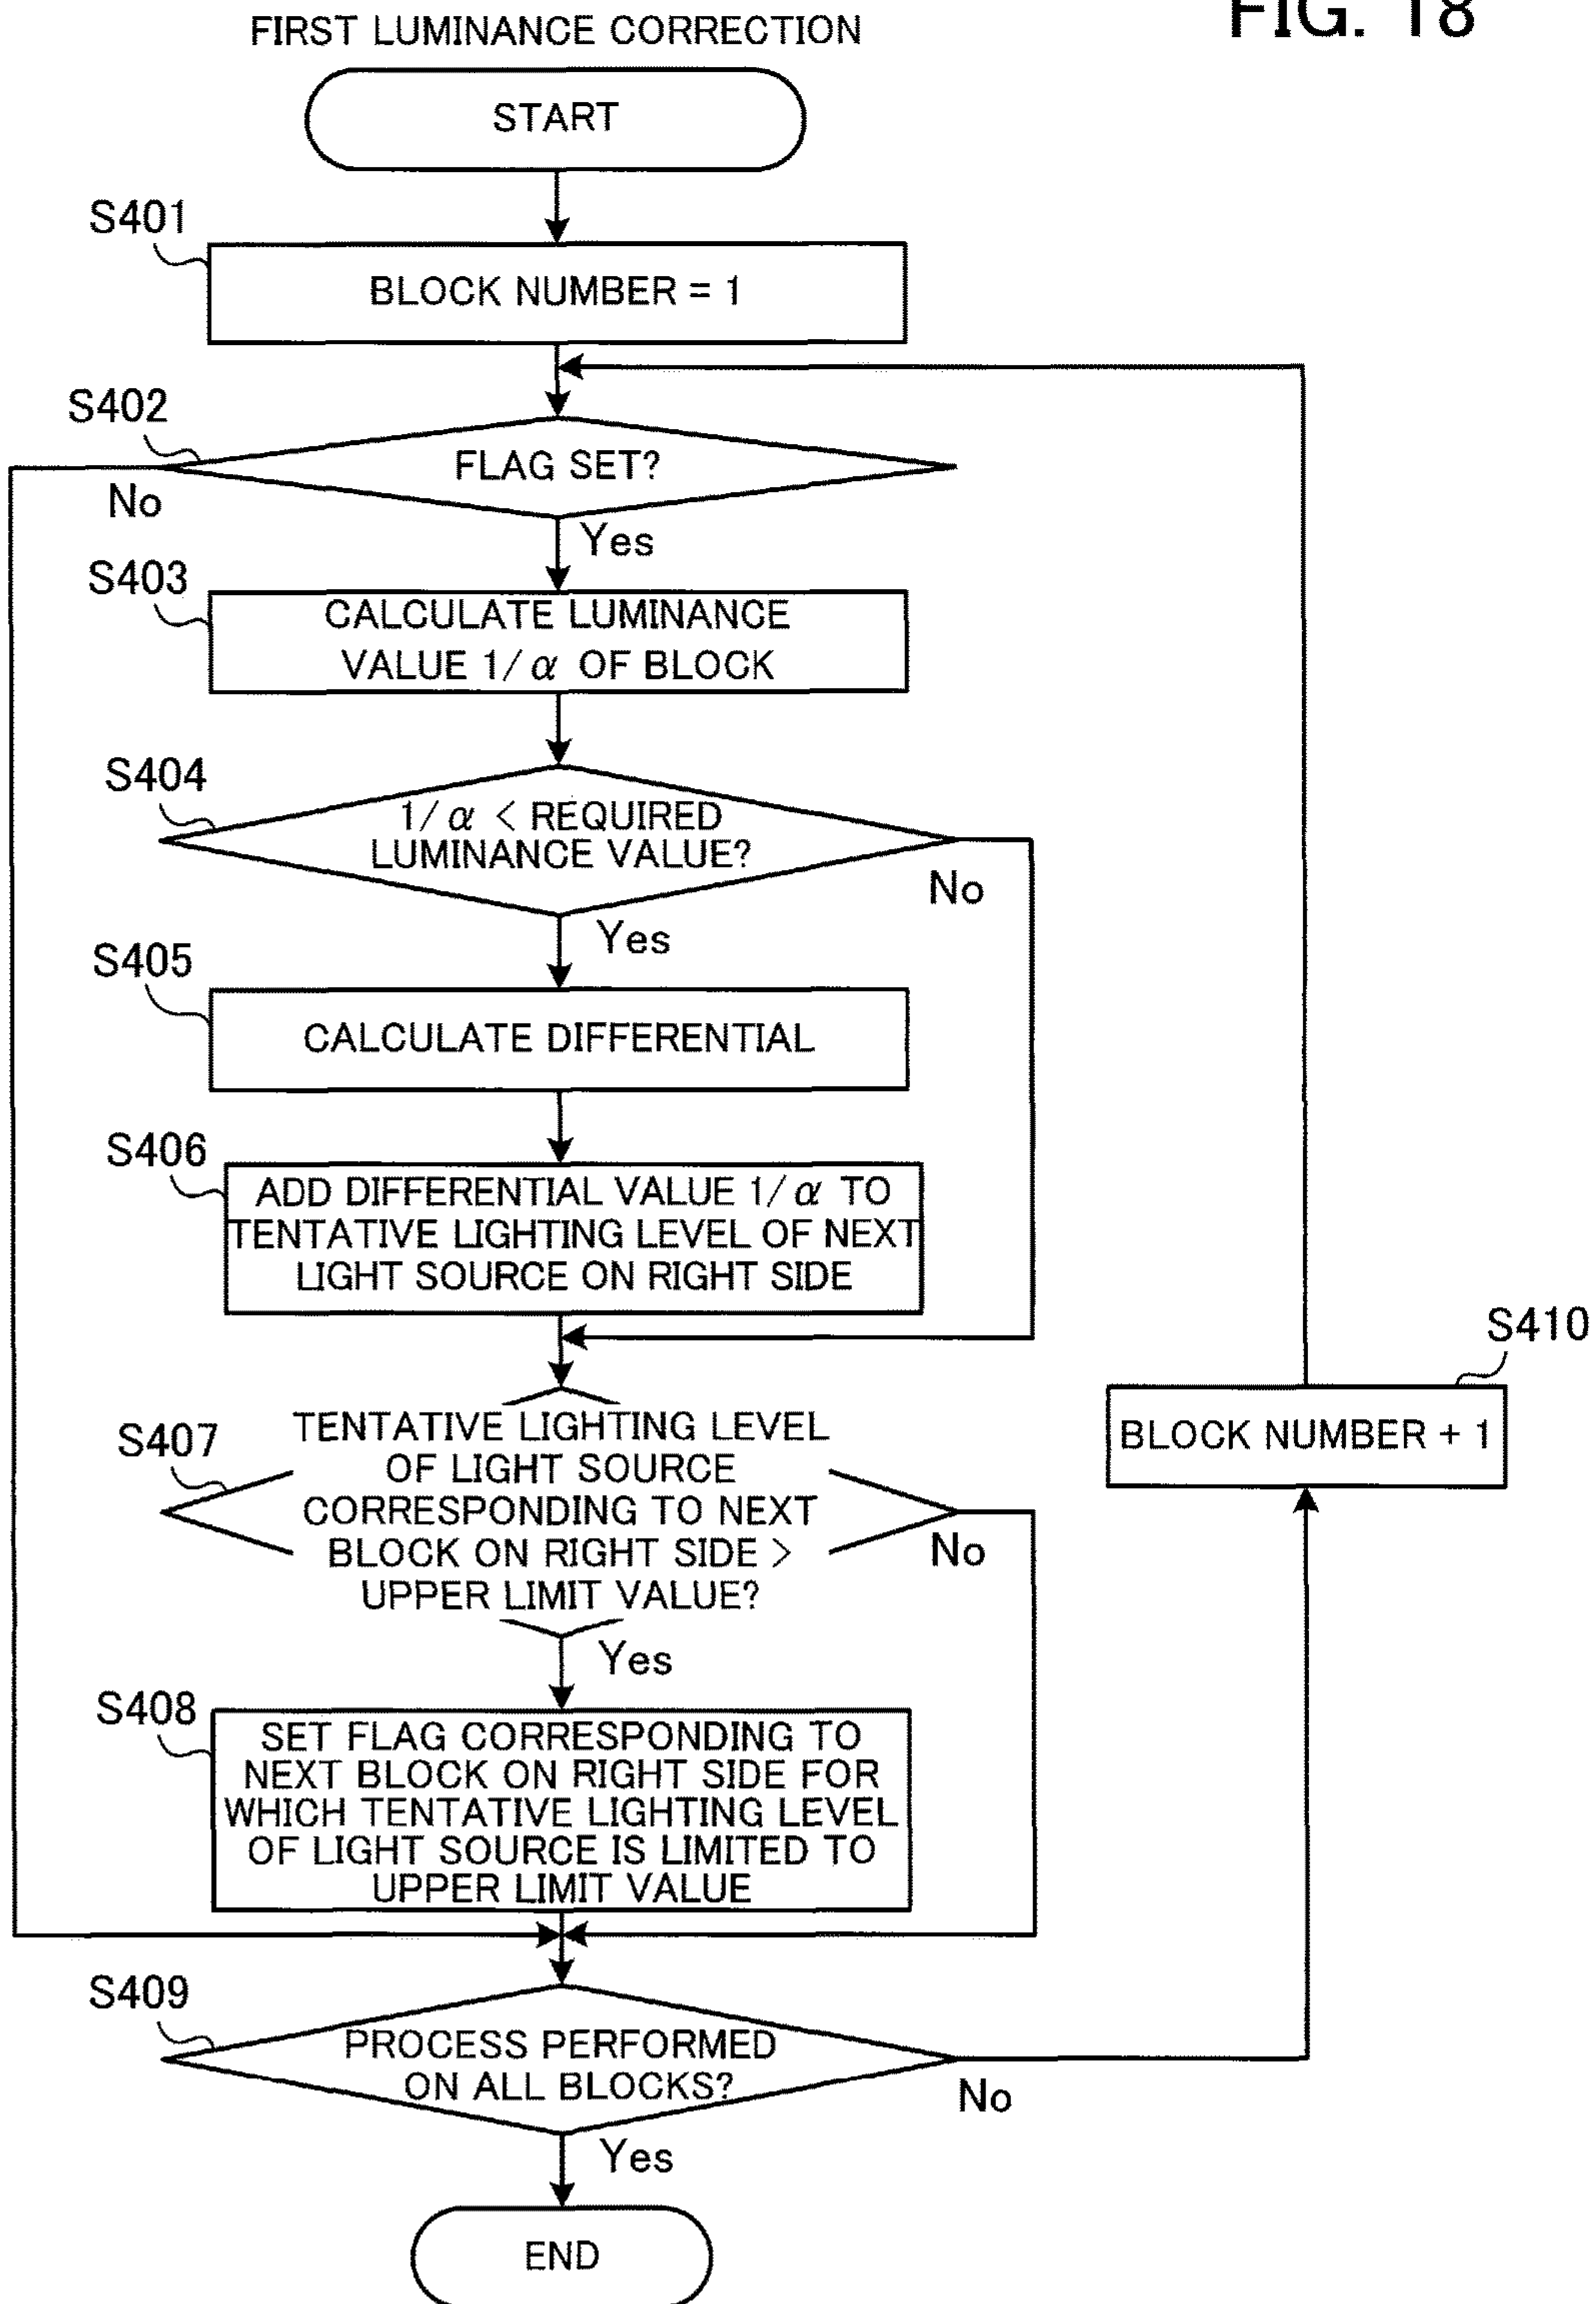 FIRST LUMINANCE CORRECTION
FIG. 18
START
S401
BLOCK NUMBER = 1
S402
FLAG SET?
No
Yes
S403
CALCULATE LUMINANCE
VALUE 1/α OF BLOCK
S404
1/α < REQUIRED
LUMINANCE VALUE?
No
Yes
S405
CALCULATE DIFFERENTIAL
S406
ADD DIFFERENTIAL VALUE 1/α TO
TENTATIVE LIGHTING LEVEL OF NEXT
LIGHT SOURCE ON RIGHT SIDE
S410
BLOCK NUMBER + 1
S407
TENTATIVE LIGHTING LEVEL
OF LIGHT SOURCE
CORRESPONDING TO NEXT
BLOCK ON RIGHT SIDE >
UPPER LIMIT VALUE?
No
Yes
S408
SET FLAG CORRESPONDING TO
NEXT BLOCK ON RIGHT SIDE FOR
WHICH TENTATIVE LIGHTING LEVEL
OF LIGHT SOURCE IS LIMITED TO
UPPER LIMIT VALUE
S409
PROCESS PERFORMED
ON ALL BLOCKS?
No
Yes
END